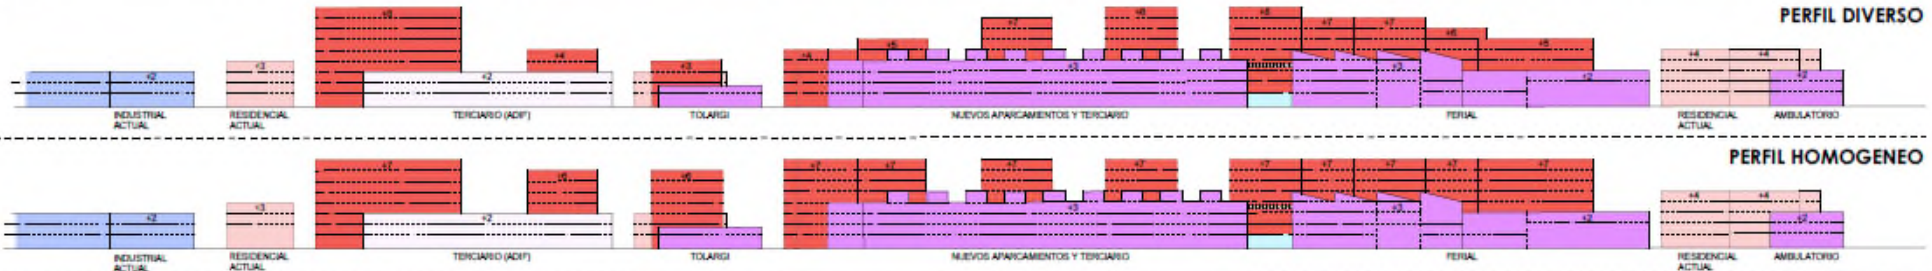 PERFIL DIVERSO
+8
+8
+8
+7
+7
+7
+6
+5
+5
+4
+4
+4
+4
+3
+3
+3
+3
+2
+2
+2
+2
INDUSTRIAL
ACTUAL
RESIDENCIAL
ACTUAL
TERCIARIO (ADIF)
TOLARGI
NUEVOS APARCAMIENTOS Y TERCIARIO
FERIAL
RESIDENCIAL
ACTUAL
AMBULATORIO
PERFIL HOMOGENEO
+7
+7
+7
+7
+7
+7
+7
+7
+7
+7
+6
+6
+4
+4
+3
+3
+3
+2
+2
+2
+2
INDUSTRIAL
ACTUAL
RESIDENCIAL
ACTUAL
TERCIARIO (ADIF)
TOLARGI
NUEVOS APARCAMIENTOS Y TERCIARIO
FERIAL
RESIDENCIAL
ACTUAL
AMBULATORIO